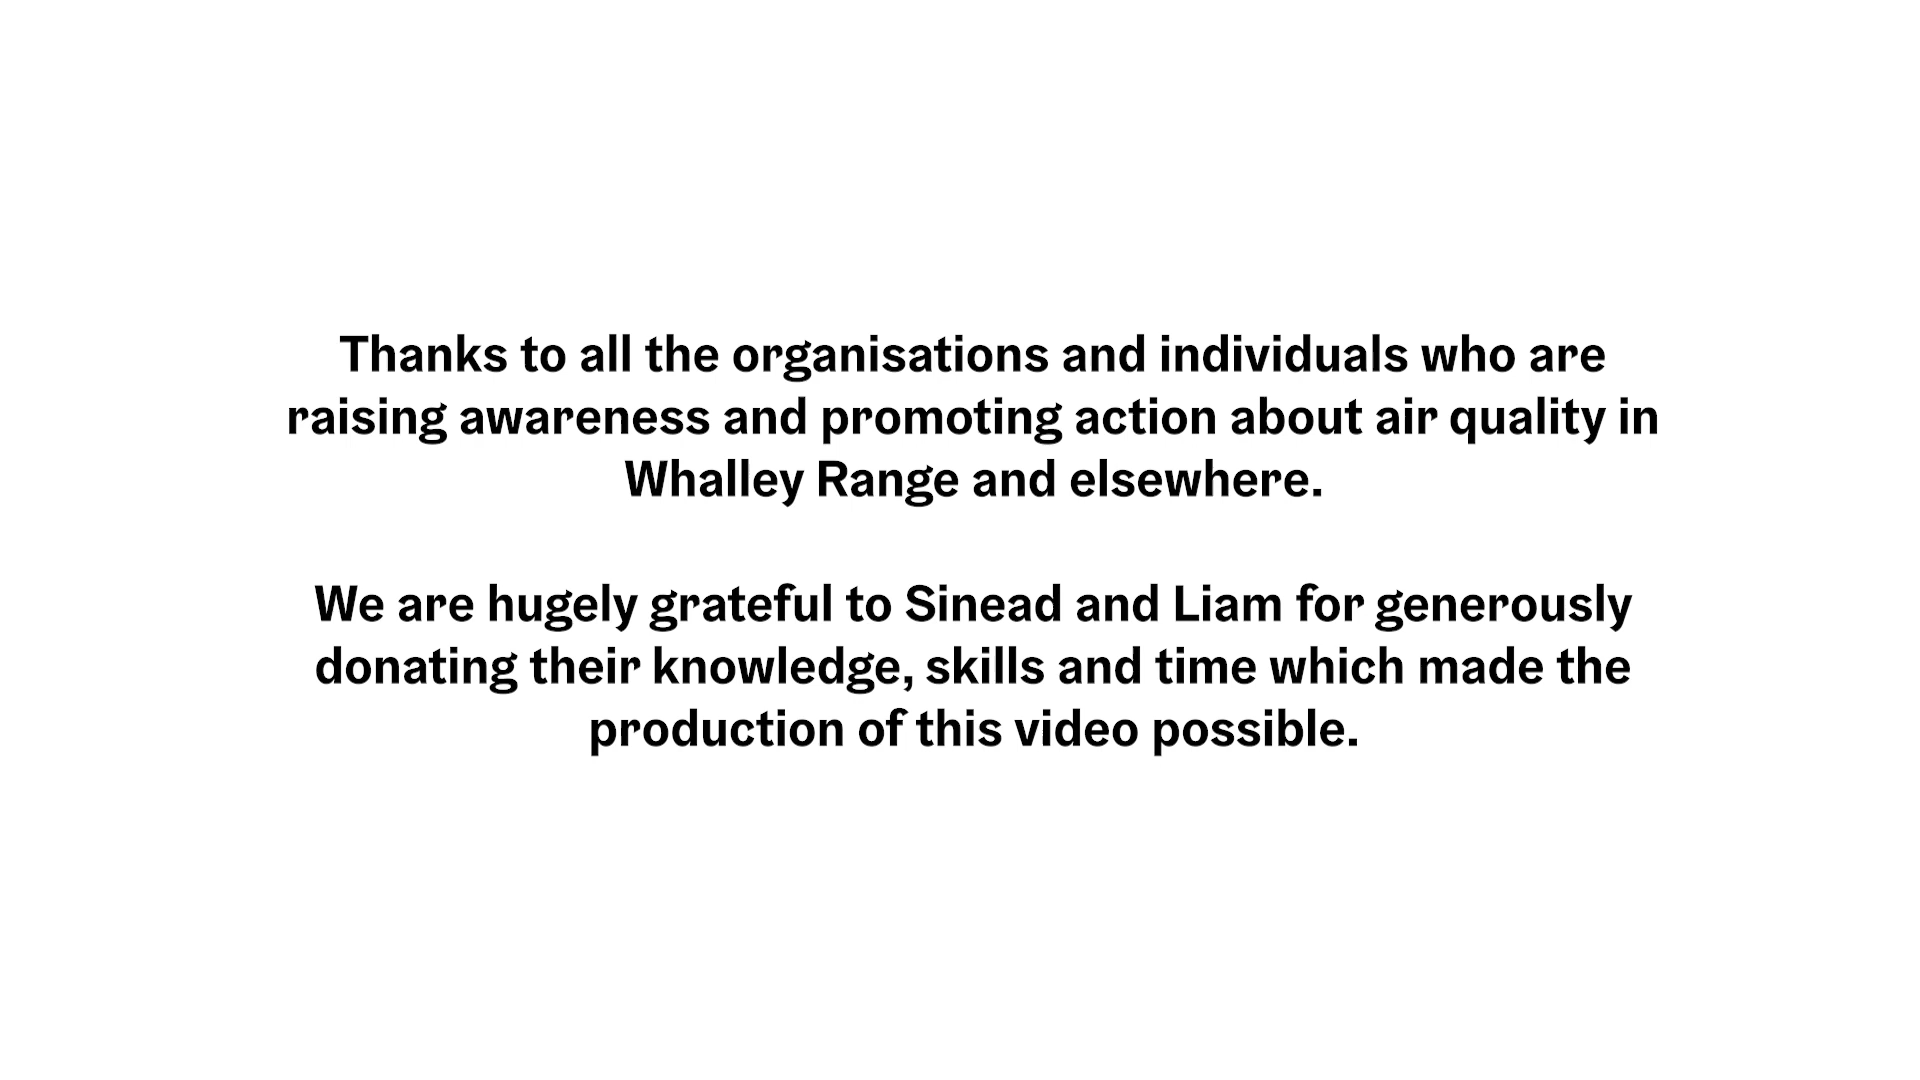 Thanks to all the organisations and individuals who are
raising awareness and promoting action about air quality in
Whalley Range and elsewhere.
We are hugely grateful to Sinead and Liam for generously
donating their knowledge, skills and time which made the
production of this video possible.